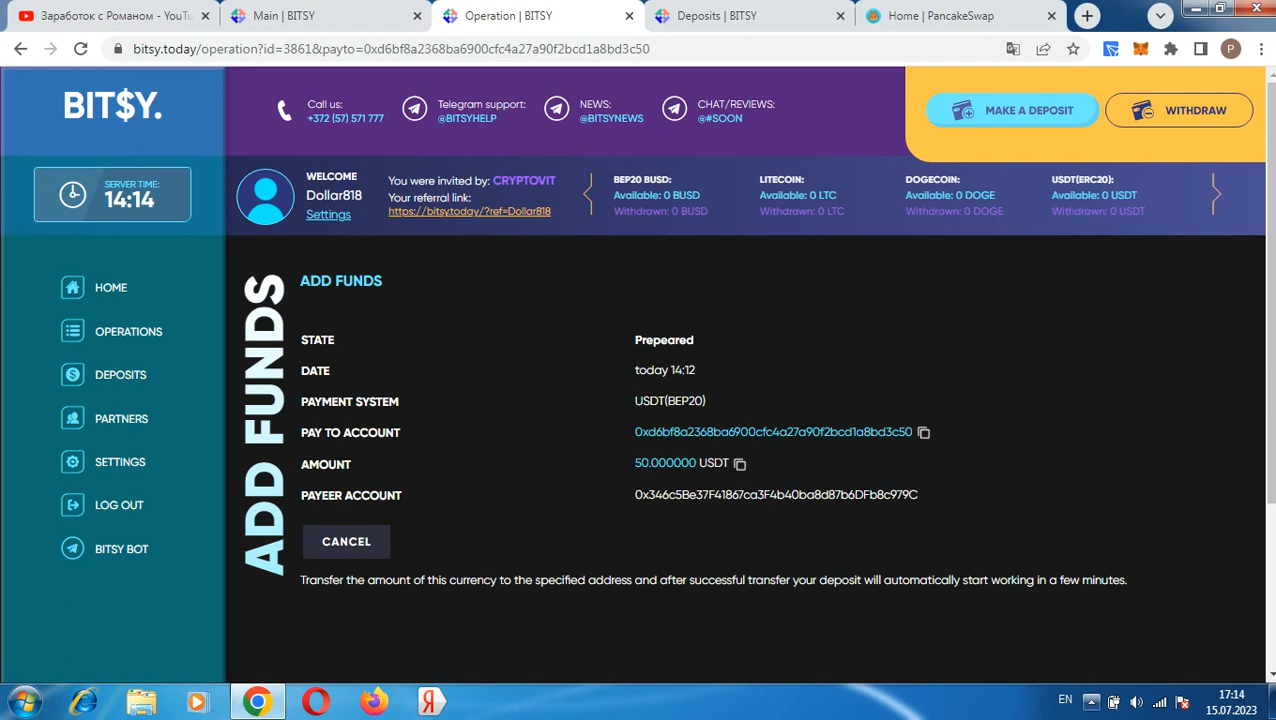 Заработок с Романом - YouTu
Main | BITSY
Operation | BITSY
Deposits | BITSY
Home | PancakeSwap
bitsy.today/operation?id=3861&payto=0xd6bf8a2368ba6900cfc4a27a90f2bcd1a8bd3c50
P
BIT$Y.
Call us:
+372 (57) 571 777
Telegram support:
@BITSYHELP
NEWS:
@BITSYNEWS
CHAT/REVIEWS:
@#SOON
MAKE A DEPOSIT
WITHDRAW
SERVER TIME:
14:14
WELCOME
Dollar818
Settings
You were invited by: CRYPTOVIT
Your referral link:
https://bitsy.today/?ref=Dollar818
BEP20 BUSD:
Available: 0 BUSD
Withdrawn: 0 BUSD
LITECOIN:
Available: 0 LTC
Withdrawn: 0 LTC
DOGECOIN:
Available: 0 DOGE
Withdrawn: 0 DOGE
USDT(ERC20):
Available: 0 USDT
Withdrawn: 0 USDT
HOME
OPERATIONS
DEPOSITS
PARTNERS
SETTINGS
LOG OUT
BITSY BOT
ADD FUNDS
ADD FUNDS
STATE Prepeared
DATE today 14:12
PAYMENT SYSTEM USDT(BEP20)
PAY TO ACCOUNT 0xd6bf8a2368ba6900cfc4a27a90f2bcd1a8bd3c50
AMOUNT 50.000000 USDT
PAYEER ACCOUNT 0x346c5Be37F41867ca3F4b40ba8d87b6DFb8c979C
CANCEL
Transfer the amount of this currency to the specified address and after successful transfer your deposit will automatically start working in a few minutes.
EN
17:14
15.07.2023